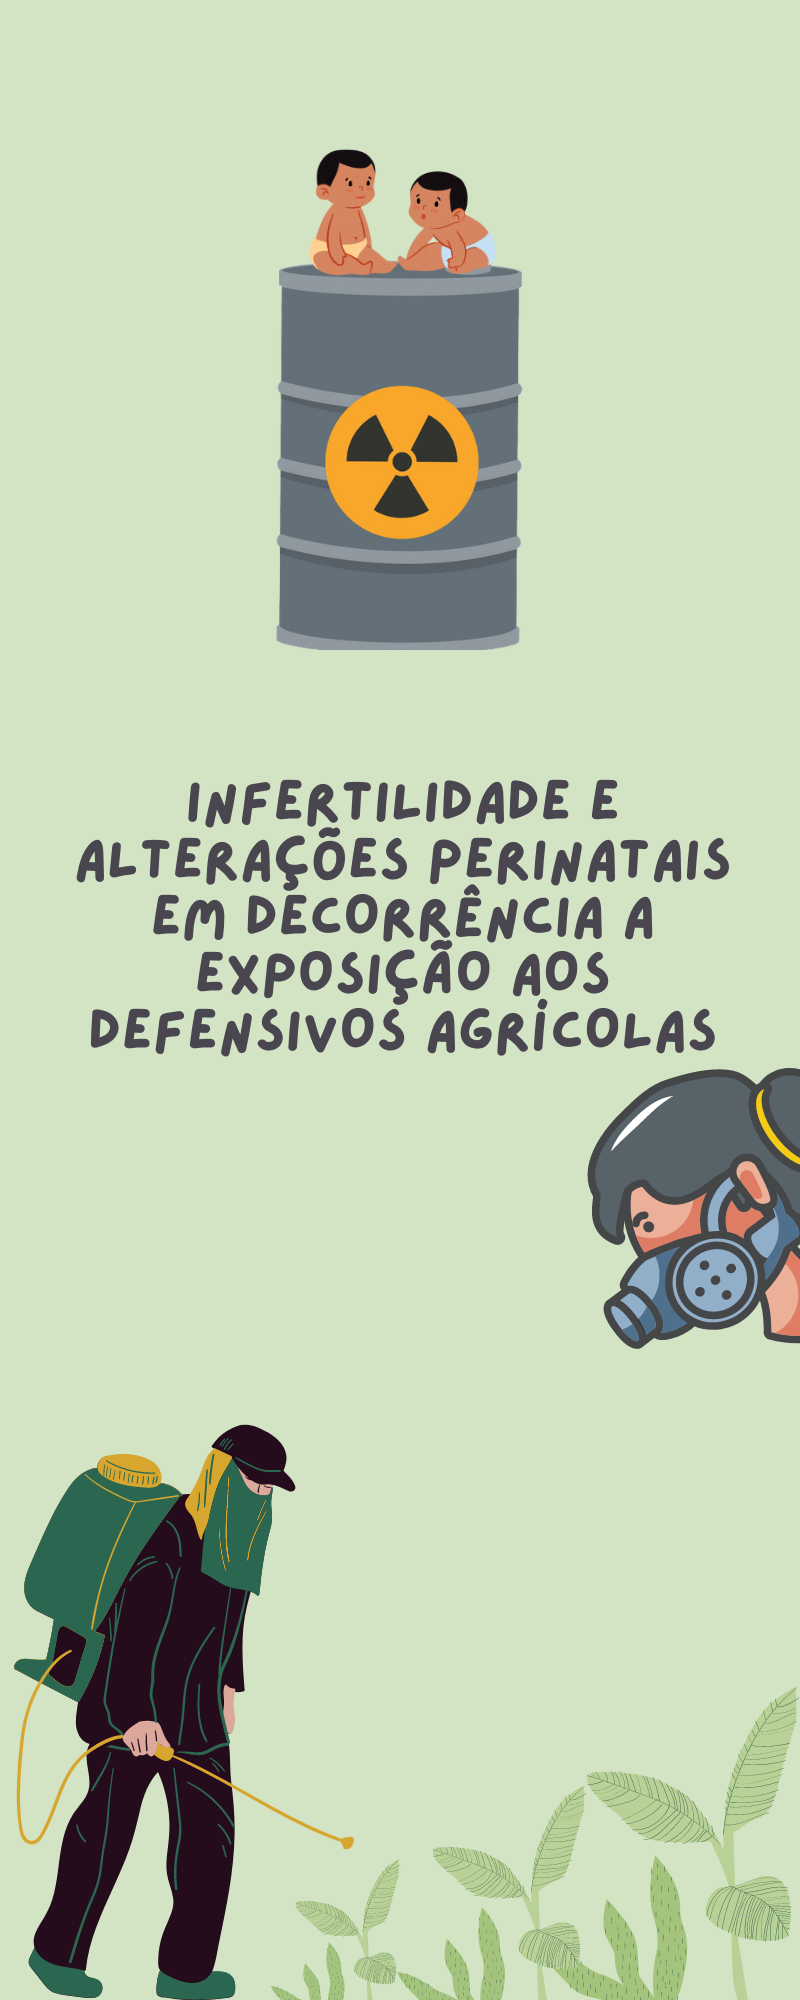 INFERTILIDADE E
ALTERAÇÕES PERINATAIS
EM DECORRÊNCIA A
EXPOSIÇÃO AOS
DEFENSIVOS AGRÍCOLAS